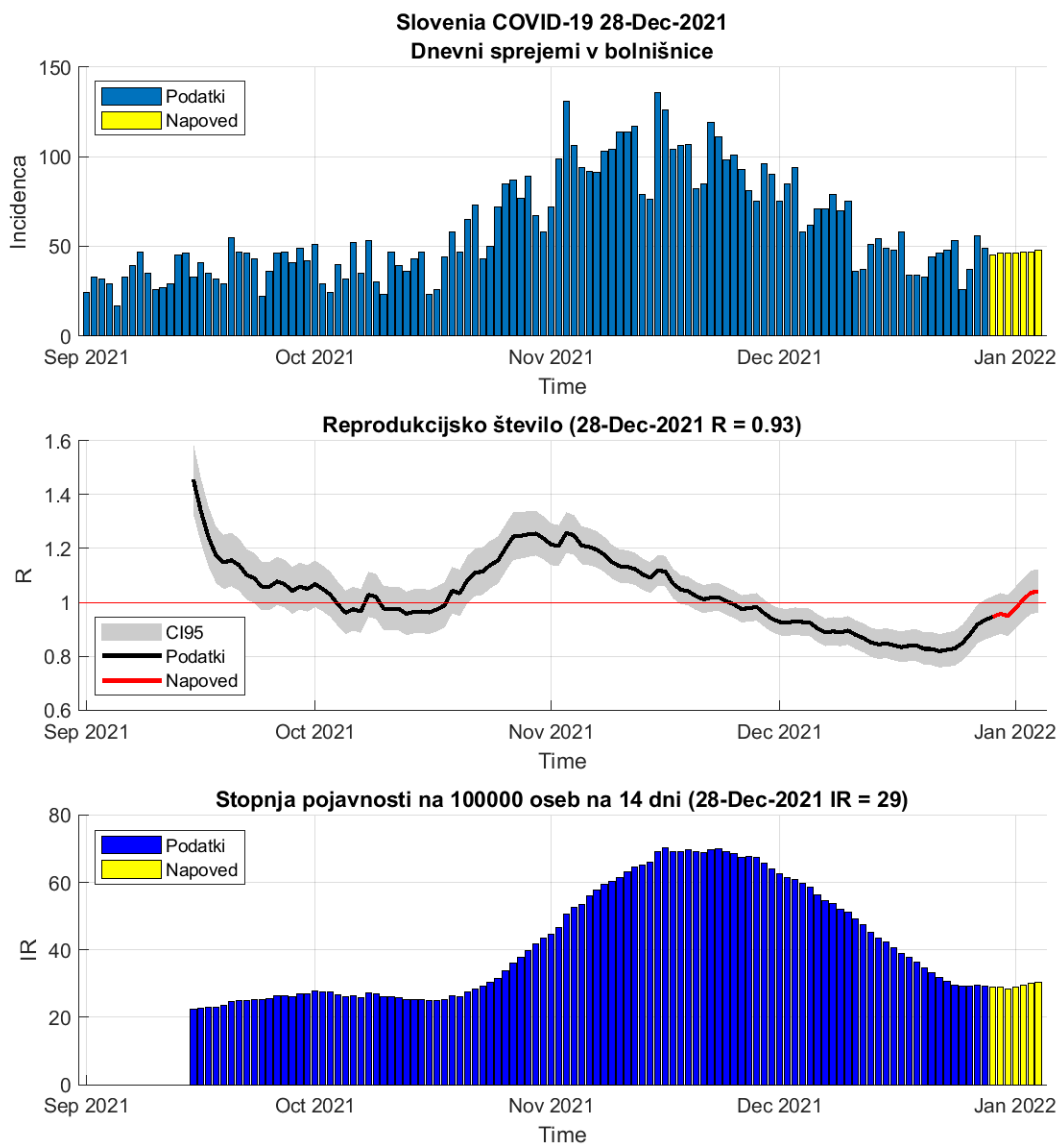 Slovenia COVID-19 28-Dec-2021
Dnevni sprejemi v bolnišnice
150
100
50
0
Incidenca
Podatki
Napoved
Sep 2021
Oct 2021
Nov 2021
Dec 2021
Jan 2022
Time
Reprodukcijsko število (28-Dec-2021 R = 0.93)
1.6
1.4
1.2
1
0.8
0.6
R
CI95
Podatki
Napoved
Sep 2021
Oct 2021
Nov 2021
Dec 2021
Jan 2022
Time
Stopnja pojavnosti na 100000 oseb na 14 dni (28-Dec-2021 IR = 29)
80
60
40
20
0
IR
Podatki
Napoved
Sep 2021
Oct 2021
Nov 2021
Dec 2021
Jan 2022
Time